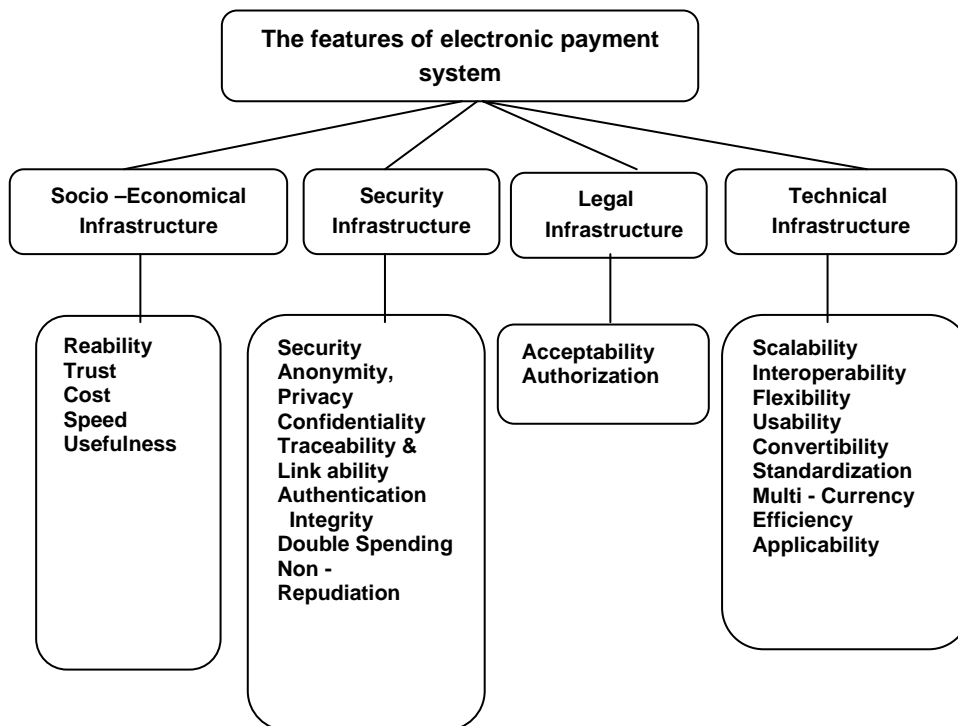 The features of electronic payment
system
Socio –Economical
Infrastructure
Security
Infrastructure
Legal
Infrastructure
Technical
Infrastructure
Reability
Trust
Cost
Speed
Usefulness
Security
Anonymity,
Privacy
Confidentiality
Traceability &
Link ability
Authentication
Integrity
Double Spending
Non -
Repudiation
Acceptability
Authorization
Scalability
Interoperability
Flexibility
Usability
Convertibility
Standardization
Multi - Currency
Efficiency
Applicability